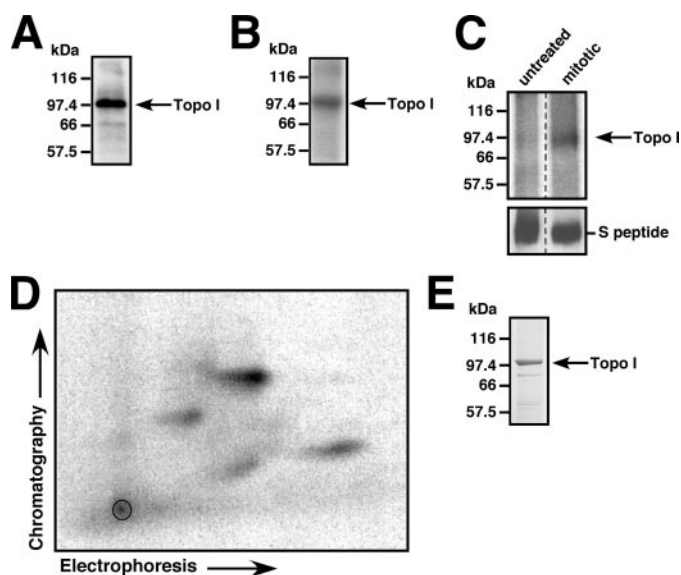 A
kDa
116
97.4
66
57.5
Topo I
B
kDa
116
97.4
66
57.5
Topo I
C
untreated
mitotic
kDa
116
97.4
66
57.5
Topo I
S peptide
D
Chromatography
Electrophoresis
E
kDa
116
97.4
66
57.5
Topo I